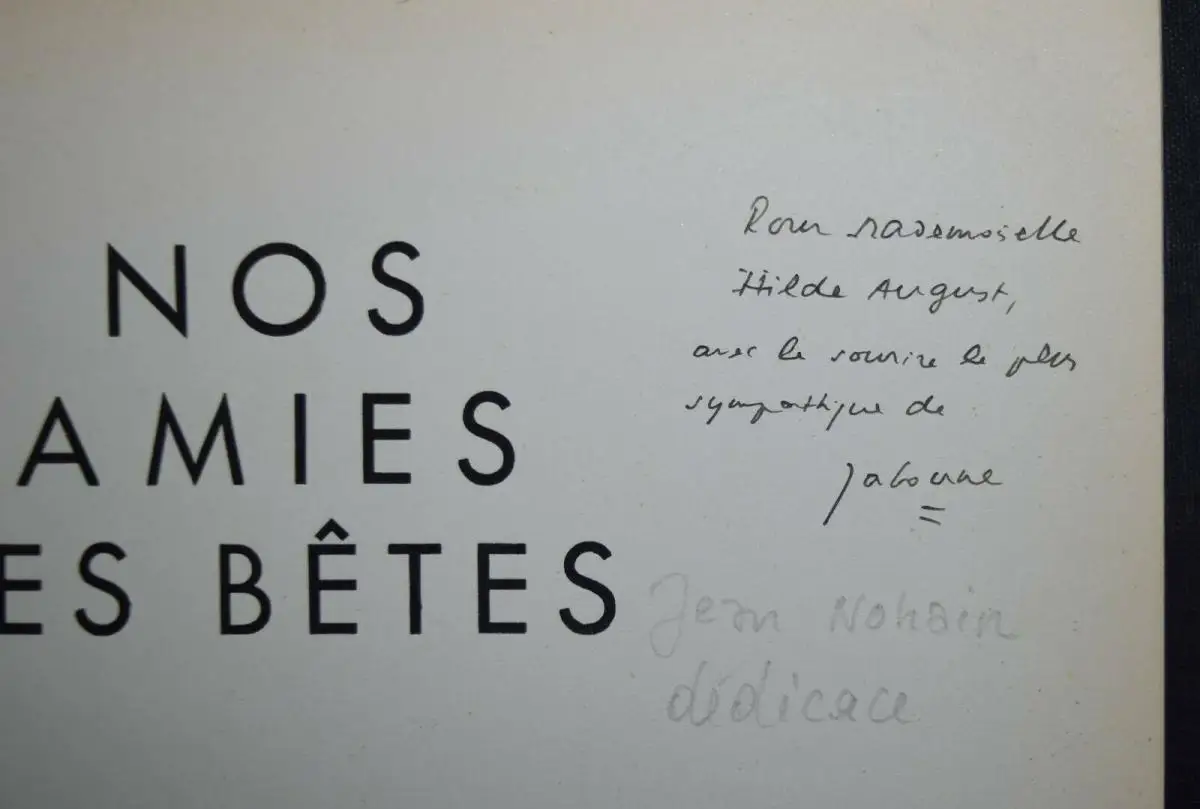 NOS
AMIES
ES BÊTES
Pour Mademoiselle
Hilde August,
avec le sourire le plus
sympathique de
Jaboune
Jean Nohain
dédicace